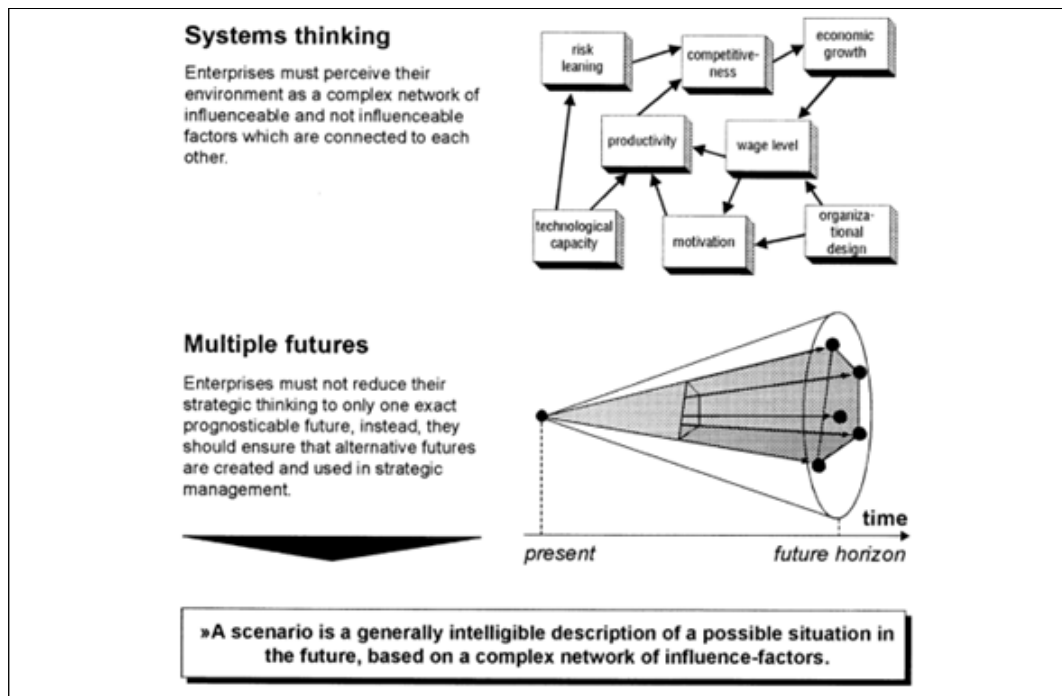 Systems thinking
Enterprises must perceive their
environment as a complex network of
influenceable and not influenceable
factors which are connected to each
other.
risk
leaning
competitive-
ness
economic
growth
productivity
wage level
technological
capacity
motivation
organiza-
tional
design
Multiple futures
Enterprises must not reduce their
strategic thinking to only one exact
prognosticable future, instead, they
should ensure that alternative futures
are created and used in strategic
management.
time
present
future horizon
»A scenario is a generally intelligible description of a possible situation in
the future, based on a complex network of influence-factors.